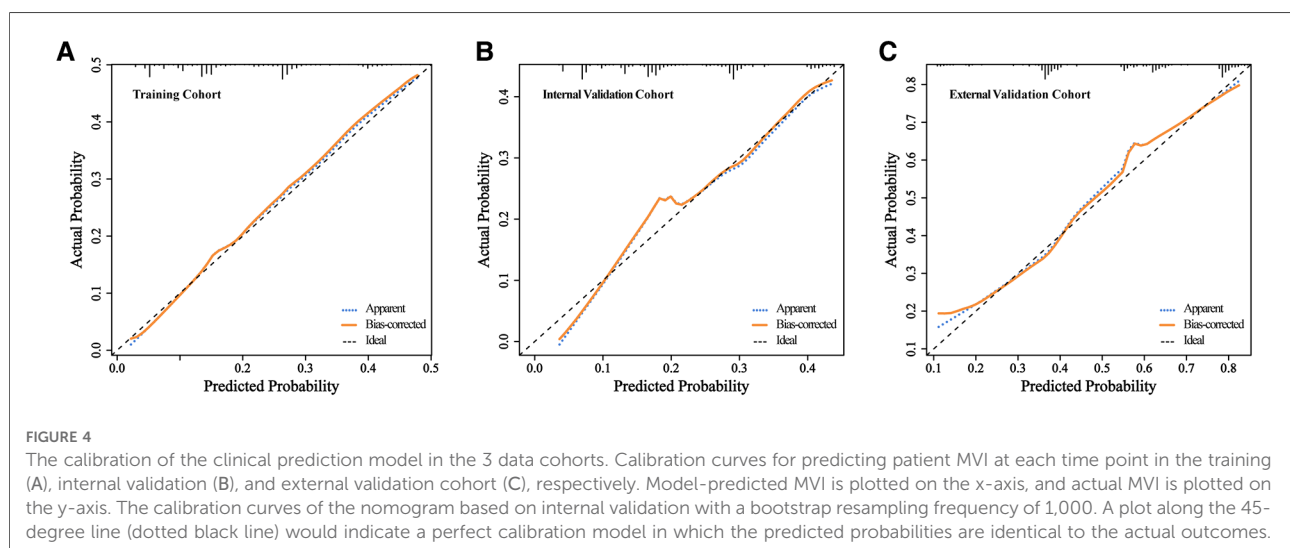 A
B
C
Training Cohort
Internal Validation Cohort
External Validation Cohort
Actual Probability
0.0
0.1
0.2
0.3
0.4
0.5
Apparent
Bias-corrected
Ideal
0.0
0.1
0.2
0.3
0.4
0.5
Predicted Probability
Actual Probability
0.0
0.1
0.2
0.3
0.4
Apparent
Bias-corrected
Ideal
0.0
0.1
0.2
0.3
0.4
Predicted Probability
Actual Probability
0.1
0.2
0.3
0.4
0.5
0.6
0.7
0.8
Apparent
Bias-corrected
Ideal
0.1
0.2
0.3
0.4
0.5
0.6
0.7
0.8
Predicted Probability
FIGURE 4
The calibration of the clinical prediction model in the 3 data cohorts. Calibration curves for predicting patient MVI at each time point in the training
(A), internal validation (B), and external validation cohort (C), respectively. Model-predicted MVI is plotted on the x-axis, and actual MVI is plotted on
the y-axis. The calibration curves of the nomogram based on internal validation with a bootstrap resampling frequency of 1,000. A plot along the 45-
degree line (dotted black line) would indicate a perfect calibration model in which the predicted probabilities are identical to the actual outcomes.